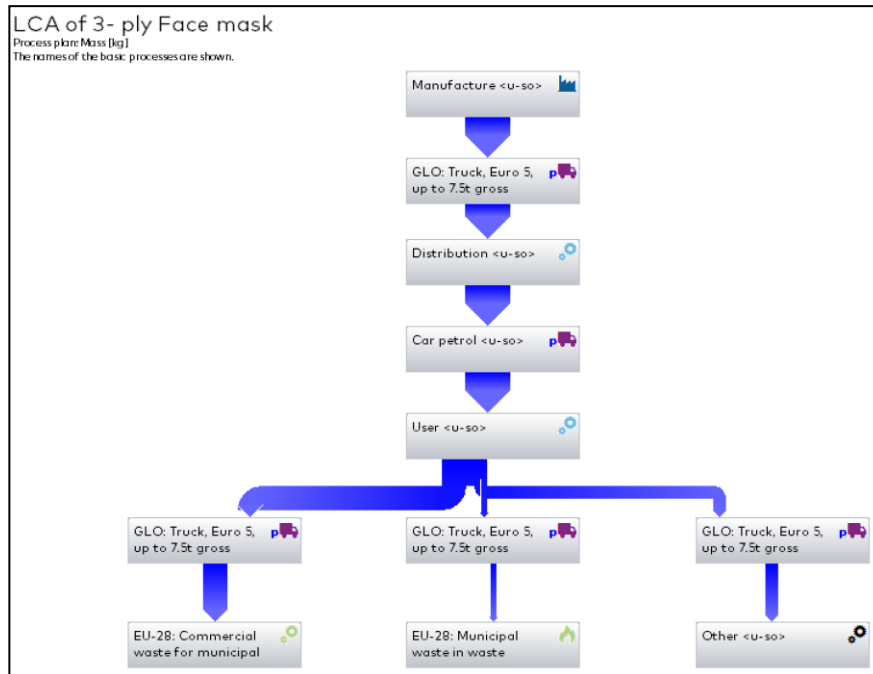 LCA of 3- ply Face mask
Process plan: Mass [kg]
The names of the basic processes are shown.
Manufacture <u-so>
GLO: Truck, Euro 5, p
up to 7.5t gross
Distribution <u-so>
Car petrol <u-so> p
User <u-so>
GLO: Truck, Euro 5, p
up to 7.5t gross
GLO: Truck, Euro 5, p
up to 7.5t gross
GLO: Truck, Euro 5, p
up to 7.5t gross
EU-28: Commercial
waste for municipal
EU-28: Municipal
waste in waste
Other <u-so>